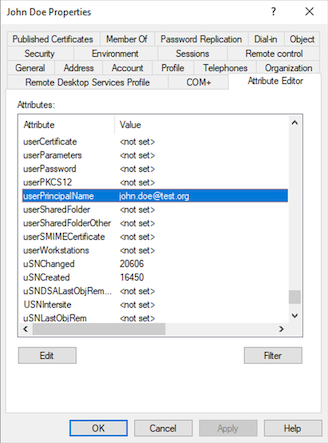 John Doe Properties ? ×
Published Certificates Member Of Password Replication Dial-in Object
Security Environment Sessions Remote control
General Address Account Profile Telephones Organization
Remote Desktop Services Profile COM+ Attribute Editor
Attributes:
Attribute Value
userCertificate <not set>
userParameters <not set>
userPassword <not set>
userPKCS12 <not set>
userPrincipalName john.doe@test.org
userSharedFolder <not set>
userSharedFolderOther <not set>
userSMIMECertificate <not set>
userWorkstations <not set>
uSNChanged 20606
uSNCreated 16450
uSNDSALastObjRem... <not set>
USNIntersite <not set>
uSNLastObjRem <not set>
Edit Filter
OK Cancel Apply Help